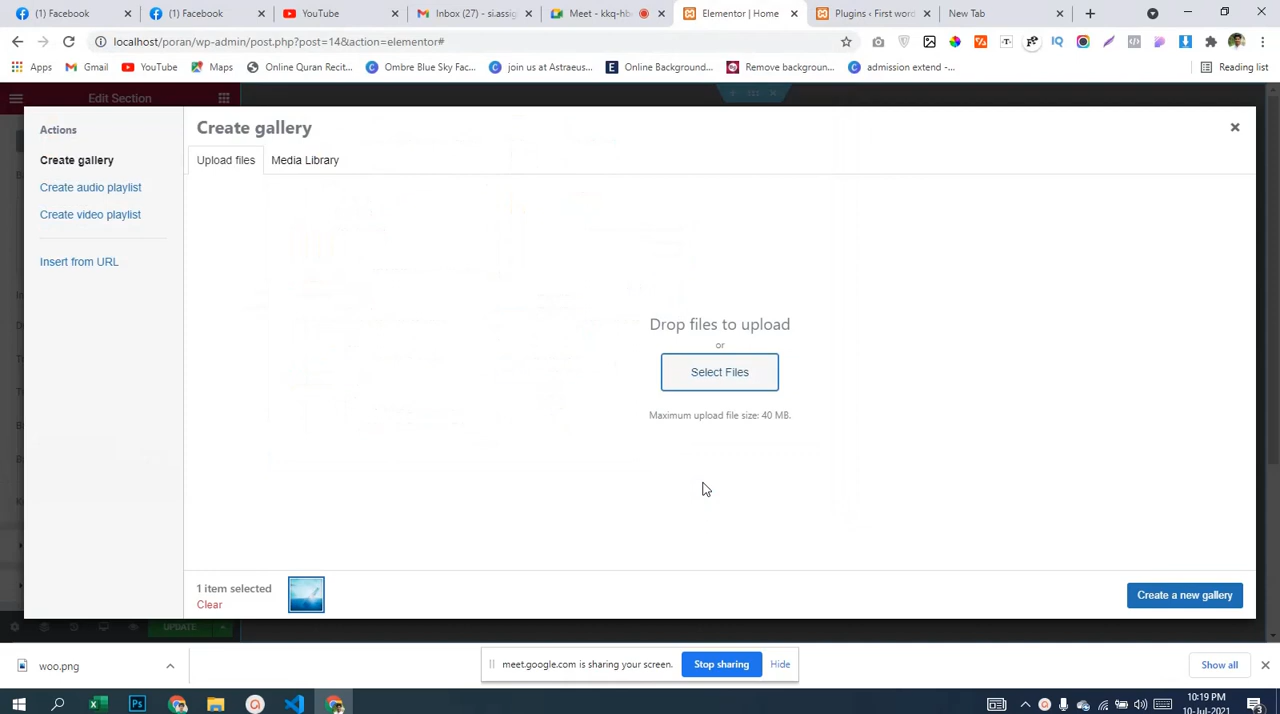 Facebook
(1) Facebook
YouTube
Inbox (27) - si.assig
Meet - kkq-hb
Elementor | Home
Plugins ‹ First word
New Tab
localhost/poran/wp-admin/post.php?post=14&action=elementor#
Apps
Gmail
YouTube
Maps
Online Quran Recit...
Ombre Blue Sky Fac...
join us at Astraeus...
Online Background...
Remove backgroun...
admission extend -...
Reading list
Edit Section
Actions
Create gallery
Create audio playlist
Create video playlist
Insert from URL
Create gallery
Upload files
Media Library
Drop files to upload
or
Select Files
Maximum upload file size: 40 MB.
1 item selected
Clear
Create a new gallery
UPDATE
woo.png
meet.google.com is sharing your screen.
Stop sharing
Hide
Show all
10:19 PM
10-Jul-2021